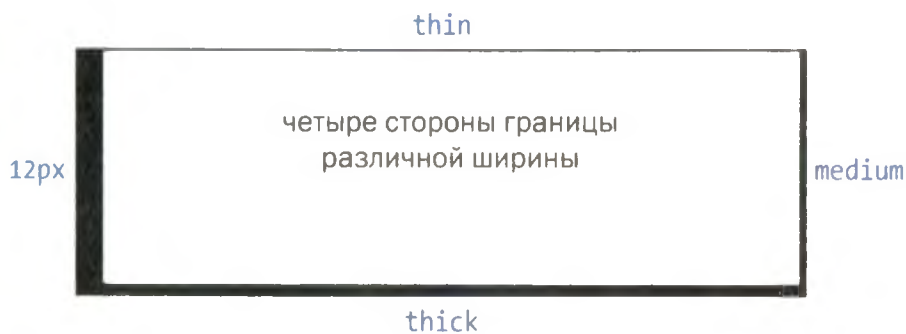 thin
четыре стороны границы
различной ширины
12px
medium
thick